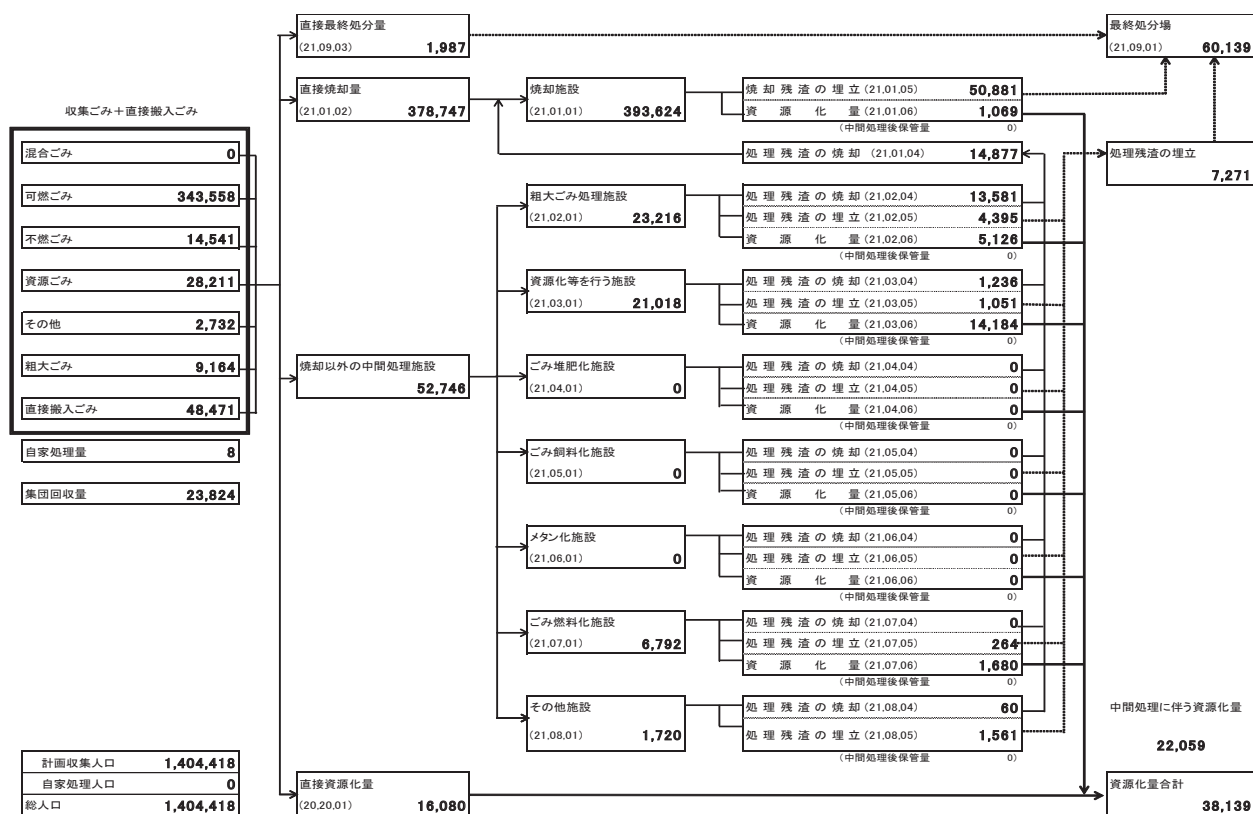 収集ごみ＋直接搬入ごみ
混合ごみ 0
可燃ごみ 343,558
不燃ごみ 14,541
資源ごみ 28,211
その他 2,732
粗大ごみ 9,164
直接搬入ごみ 48,471
自家処理量 8
集団回収量 23,824
計画収集人口 1,404,418
自家処理人口 0
総人口 1,404,418
直接最終処分量
(21,09,03) 1,987
直接焼却量
(21,01,02) 378,747
焼却以外の中間処理施設
52,746
直接資源化量
(20,20,01) 16,080
焼却施設
(21,01,01) 393,624
焼却残渣の埋立(21,01,05) 50,881
資源化量(21,01,06) 1,069
(中間処理後保管量 0)
処理残渣の焼却 (21,01,04) 14,877
粗大ごみ処理施設
(21,02,01) 23,216
処理残渣の焼却(21,02,04) 13,581
処理残渣の埋立(21,02,05) 4,395
資源化量(21,02,06) 5,126
(中間処理後保管量 0)
資源化等を行う施設
(21,03,01) 21,018
処理残渣の焼却(21,03,04) 1,236
処理残渣の埋立(21,03,05) 1,051
資源化量(21,03,06) 14,184
(中間処理後保管量 0)
ごみ堆肥化施設
(21,04,01) 0
処理残渣の焼却(21,04,04) 0
処理残渣の埋立(21,04,05) 0
資源化量(21,04,06) 0
(中間処理後保管量 0)
ごみ飼料化施設
(21,05,01) 0
処理残渣の焼却(21,05,04) 0
処理残渣の埋立(21,05,05) 0
資源化量(21,05,06) 0
(中間処理後保管量 0)
メタン化施設
(21,06,01) 0
処理残渣の焼却(21,06,04) 0
処理残渣の埋立(21,06,05) 0
資源化量(21,06,06) 0
(中間処理後保管量 0)
ごみ燃料化施設
(21,07,01) 6,792
処理残渣の焼却(21,07,04) 0
処理残渣の埋立(21,07,05) 264
資源化量(21,07,06) 1,680
(中間処理後保管量 0)
その他施設
(21,08,01) 1,720
処理残渣の焼却(21,08,04) 60
処理残渣の埋立(21,08,05) 1,561
(中間処理後保管量 0)
最終処分場
(21,09,01) 60,139
処理残渣の埋立
7,271
中間処理に伴う資源化量
22,059
資源化量合計
38,139